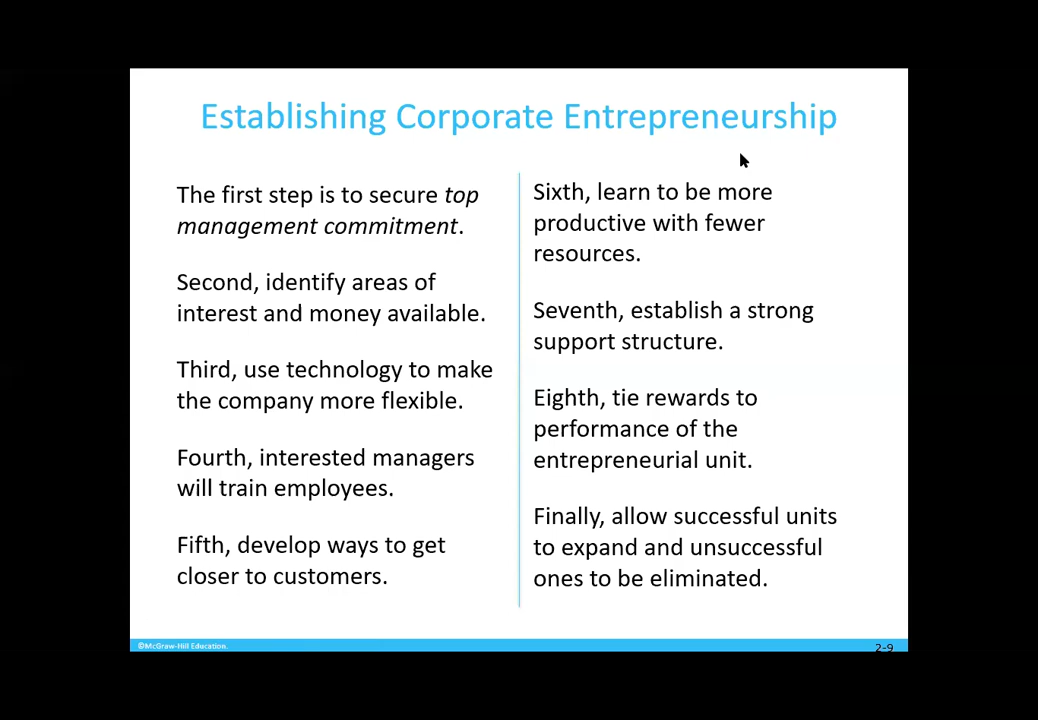 Establishing Corporate Entrepreneurship
The first step is to secure top
management commitment.
Second, identify areas of
interest and money available.
Third, use technology to make
the company more flexible.
Fourth, interested managers
will train employees.
Fifth, develop ways to get
closer to customers.
Sixth, learn to be more
productive with fewer
resources.
Seventh, establish a strong
support structure.
Eighth, tie rewards to
performance of the
entrepreneurial unit.
Finally, allow successful units
to expand and unsuccessful
ones to be eliminated.
©McGraw-Hill Education.
2-9